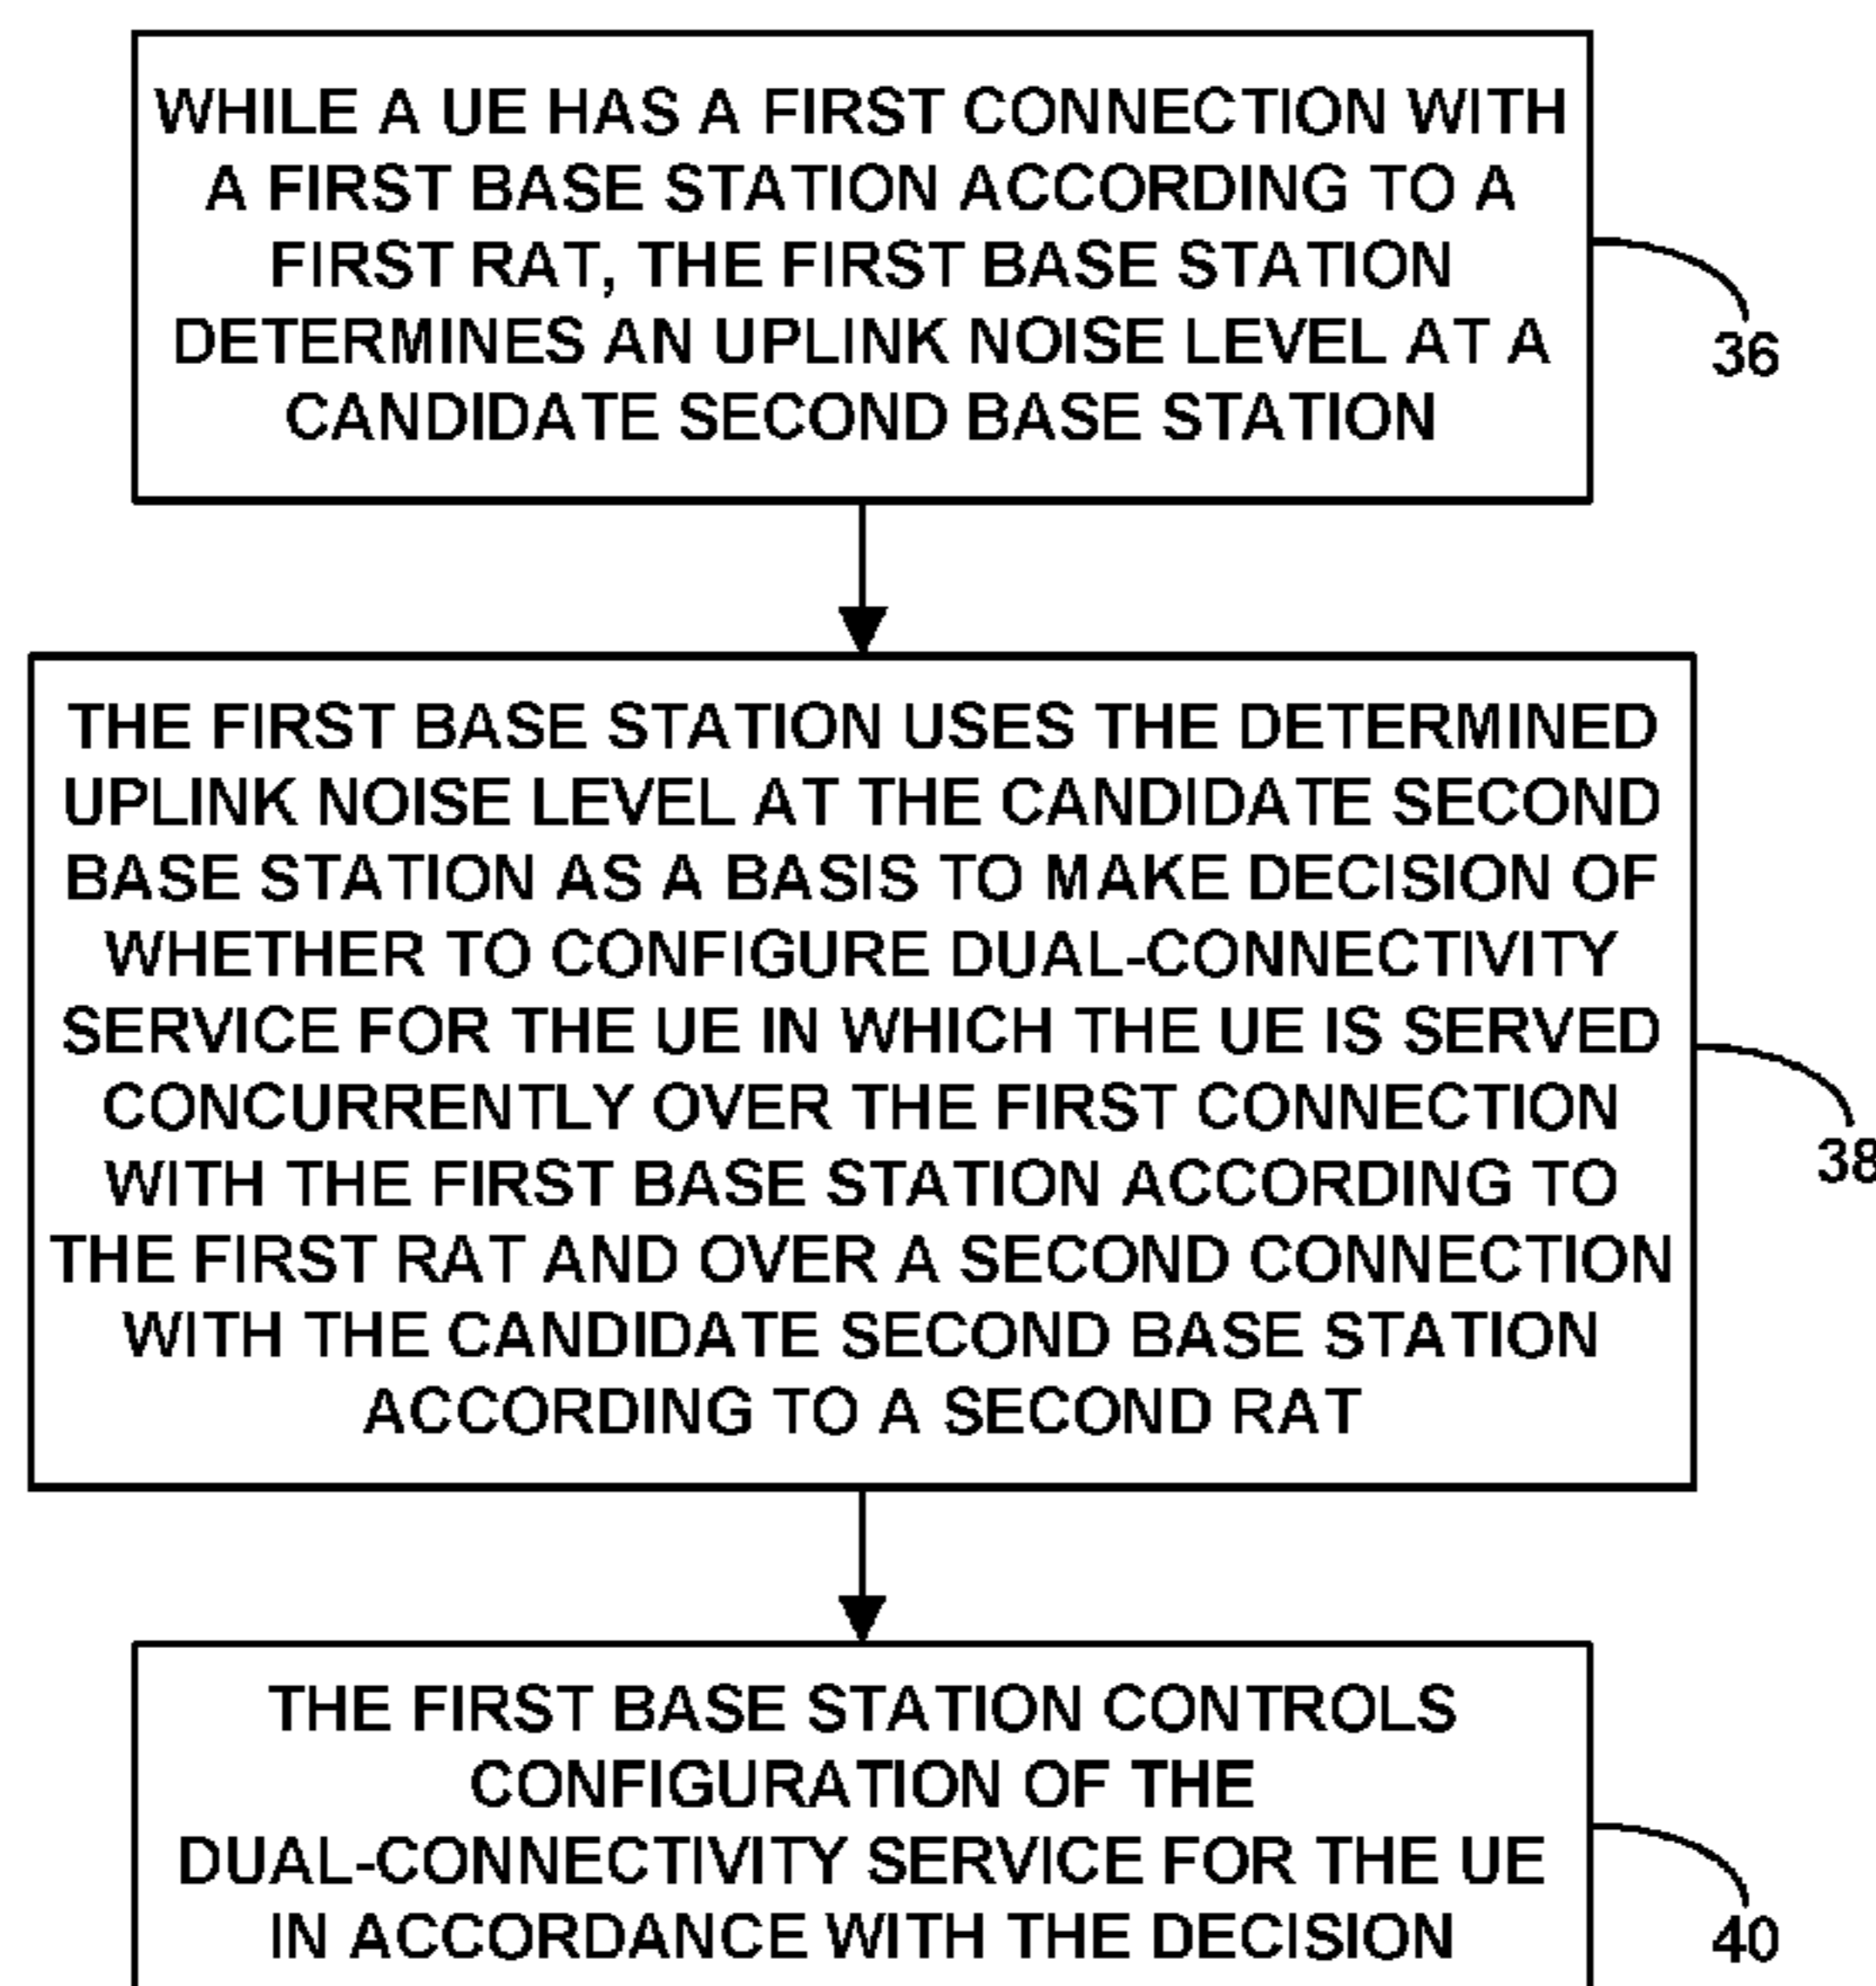 WHILE A UE HAS A FIRST CONNECTION WITH
A FIRST BASE STATION ACCORDING TO A
FIRST RAT, THE FIRST BASE STATION
DETERMINES AN UPLINK NOISE LEVEL AT A
CANDIDATE SECOND BASE STATION
36
THE FIRST BASE STATION USES THE DETERMINED
UPLINK NOISE LEVEL AT THE CANDIDATE SECOND
BASE STATION AS A BASIS TO MAKE DECISION OF
WHETHER TO CONFIGURE DUAL-CONNECTIVITY
SERVICE FOR THE UE IN WHICH THE UE IS SERVED
CONCURRENTLY OVER THE FIRST CONNECTION
WITH THE FIRST BASE STATION ACCORDING TO
THE FIRST RAT AND OVER A SECOND CONNECTION
WITH THE CANDIDATE SECOND BASE STATION
ACCORDING TO A SECOND RAT
38
THE FIRST BASE STATION CONTROLS
CONFIGURATION OF THE
DUAL-CONNECTIVITY SERVICE FOR THE UE
IN ACCORDANCE WITH THE DECISION
40